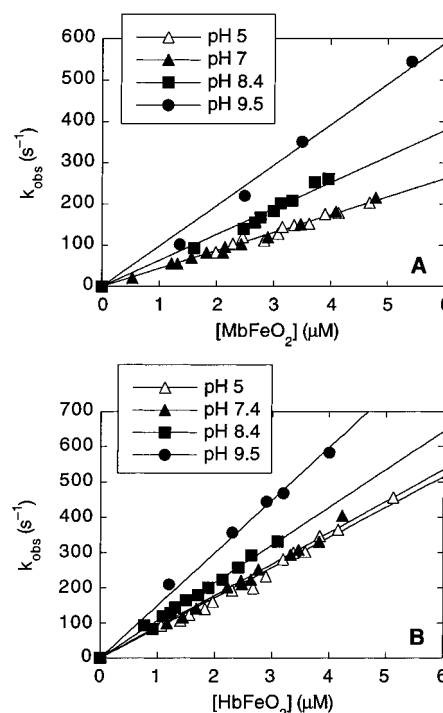 600
500
400
300
200
100
0
k_obs (s⁻¹)
△ pH 5
▲ pH 7
■ pH 8.4
● pH 9.5
A
0 1 2 3 4 5 6
[MbFeO₂] (μM)
700
600
500
400
300
200
100
0
k_obs (s⁻¹)
△ pH 5
▲ pH 7.4
■ pH 8.4
● pH 9.5
B
0 1 2 3 4 5 6
[HbFeO₂] (μM)